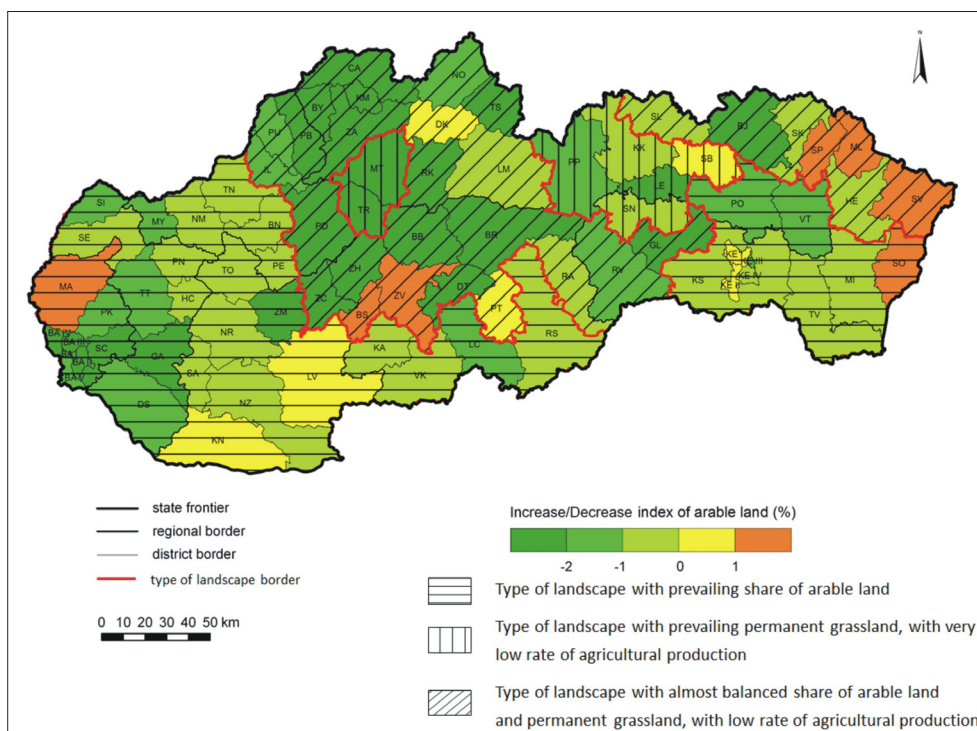 N
CA
NO
BY
KM
TS
PU
PB
ZA
DK
SL
BJ
SK
SP
ML
IL
MT
RK
LM
PP
KK
SB
LE
TR
SN
PO
VT
HE
SV
TN
SI
MY
NM
BN
PD
BB
BR
GL
SE
PN
TO
PE
ZH
RA
RV
KE
KS
MI
SO
MA
TT
HC
ZM
ZC
ZV
DT
PT
TV
PK
BS
RS
NR
KA
LC
SC
GA
SA
LV
VK
DS
NZ
KN
state frontier
regional border
district border
type of landscape border
0 10 20 30 40 50 km
Increase/Decrease index of arable land (%)
-2 -1 0 1
Type of landscape with prevailing share of arable land
Type of landscape with prevailing permanent grassland, with very
low rate of agricultural production
Type of landscape with almost balanced share of arable land
and permanent grassland, with low rate of agricultural production